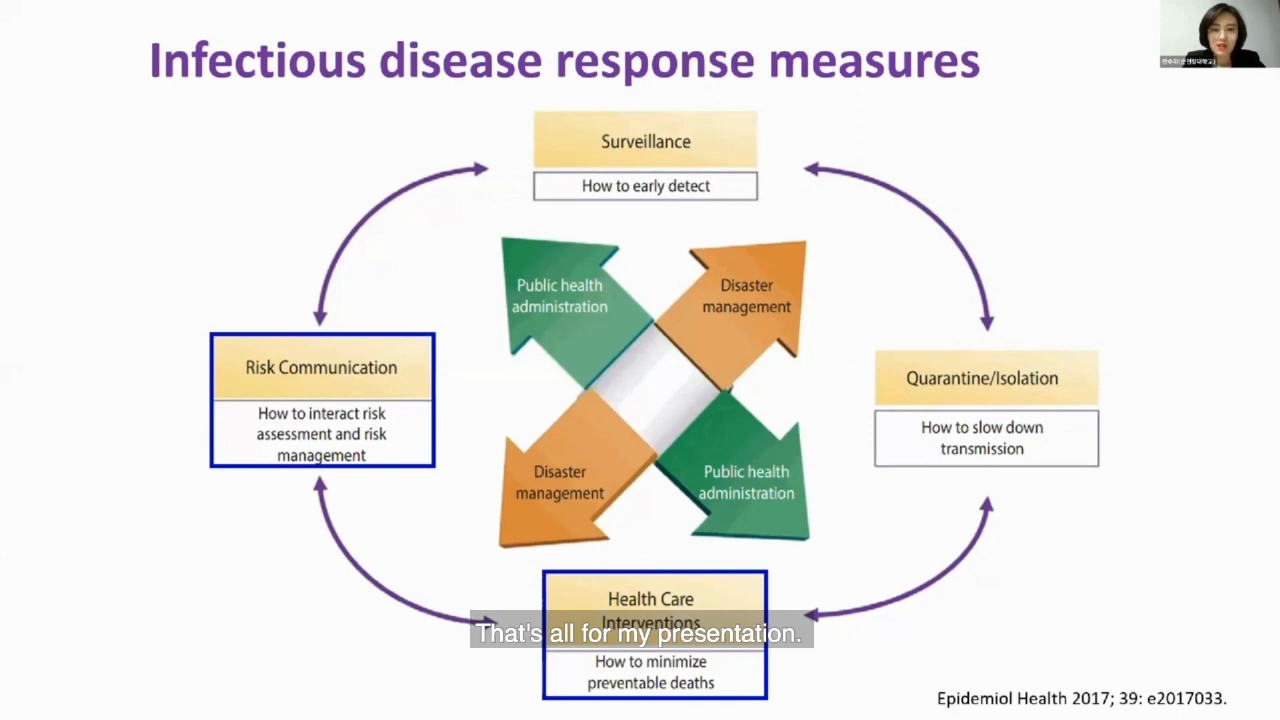 Infectious disease response measures
Surveillance
How to early detect
Public health
administration
Disaster
management
Risk Communication
How to interact risk
assessment and risk
management
Quarantine/Isolation
How to slow down
transmission
Disaster
management
Public health
administration
Health Care
Interventions
That's all for my presentation.
How to minimize
preventable deaths
Epidemiol Health 2017; 39: e2017033.